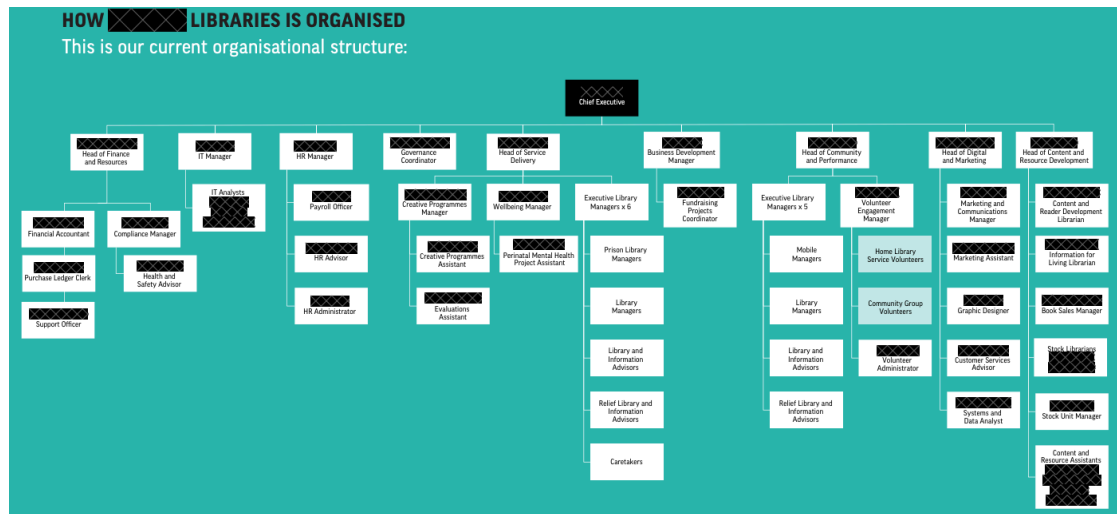 HOW LIBRARIES IS ORGANISED
This is our current organisational structure:
Chief Executive
Head of Finance
and Resources
IT Manager
HR Manager
Governance
Coordinator
Head of Service
Delivery
Business Development
Manager
Head of Community
and Performance
Head of Digital
and Marketing
Head of Content and
Resource Development
IT Analysts
Payroll Officer
Creative Programmes
Manager
Wellbeing Manager
Executive Library
Managers x 6
Fundraising
Projects
Coordinator
Executive Library
Managers x 5
Volunteer
Engagement
Manager
Marketing and
Communications
Manager
Content and
Reader Development
Librarian
Financial Accountant
Compliance Manager
HR Advisor
Creative Programmes
Assistant
Perinatal Mental Health
Project Assistant
Prison Library
Managers
Mobile
Managers
Home Library
Service Volunteers
Marketing Assistant
Information for
Living Librarian
Purchase Ledger Clerk
Health and
Safety Advisor
HR Administrator
Evaluations
Assistant
Library
Managers
Library
Managers
Community Group
Volunteers
Graphic Designer
Book Sales Manager
Support Officer
Library and
Information
Advisors
Library and
Information
Advisors
Volunteer
Administrator
Customer Services
Advisor
Stock Librarians
Relief Library and
Information
Advisors
Relief Library and
Information
Advisors
Systems and
Data Analyst
Stock Unit Manager
Caretakers
Content and
Resource Assistants